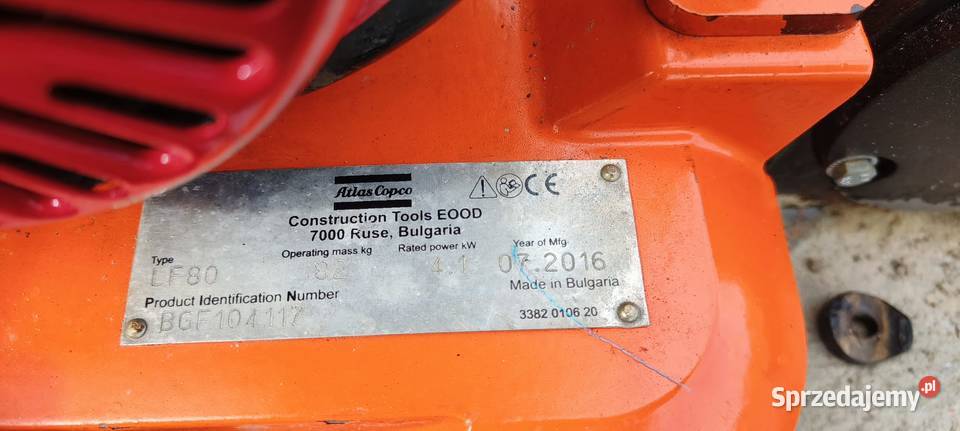 Atlas Copco
CE
Construction Tools EOOD
7000 Ruse, Bulgaria
Type Operating mass kg Rated power kW Year of Mfg
LF80 82 4.1 07.2016
Made in Bulgaria
Product Identification Number
BGF104117
3382 0106 20
Sprzedajemy.pl